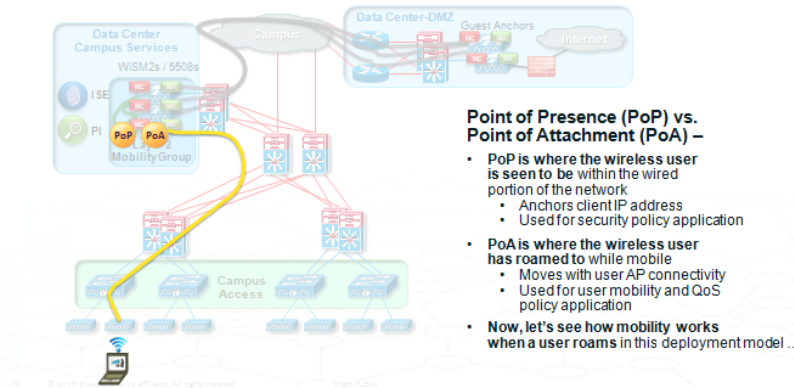 Data Center
Campus Services
WiSM2s / 5508s
ISE
PI
PoP
PoA
Layer 2
Mobility Group
Campus
Data Center-DMZ
Guest Anchors
Internet
Campus
Access
Point of Presence (PoP) vs.
Point of Attachment (PoA) –
• PoP is where the wireless user
is seen to be within the wired
portion of the network
• Anchors client IP address
• Used for security policy application
• PoA is where the wireless user
has roamed to while mobile
• Moves with user AP connectivity
• Used for user mobility and QoS
policy application
• Now, let’s see how mobility works
when a user roams in this deployment model ..